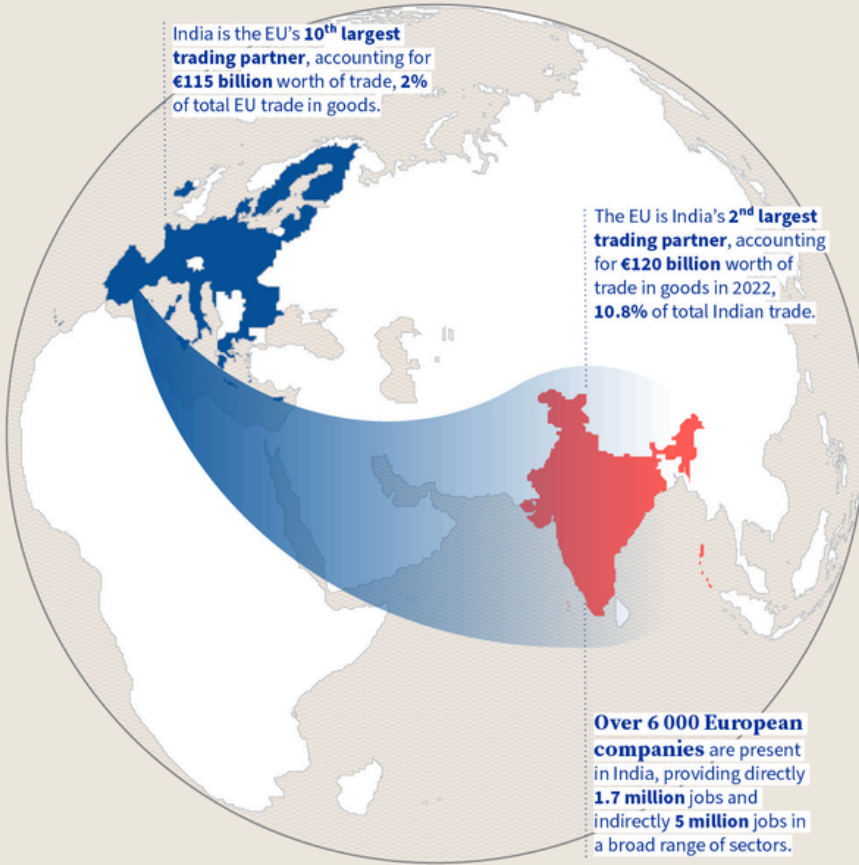 India is the EU's 10th largest
trading partner, accounting for
€115 billion worth of trade, 2%
of total EU trade in goods.
The EU is India's 2nd largest
trading partner, accounting
for €120 billion worth of
trade in goods in 2022,
10.8% of total Indian trade.
Over 6 000 European
companies are present
in India, providing directly
1.7 million jobs and
indirectly 5 million jobs in
a broad range of sectors.